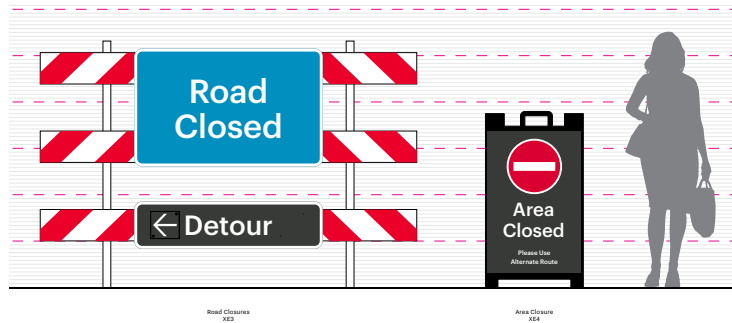 Road
Closed
Detour
Area
Closed
Please Use
Alternate Route
Road Closures
XE3
Area Closure
XE4